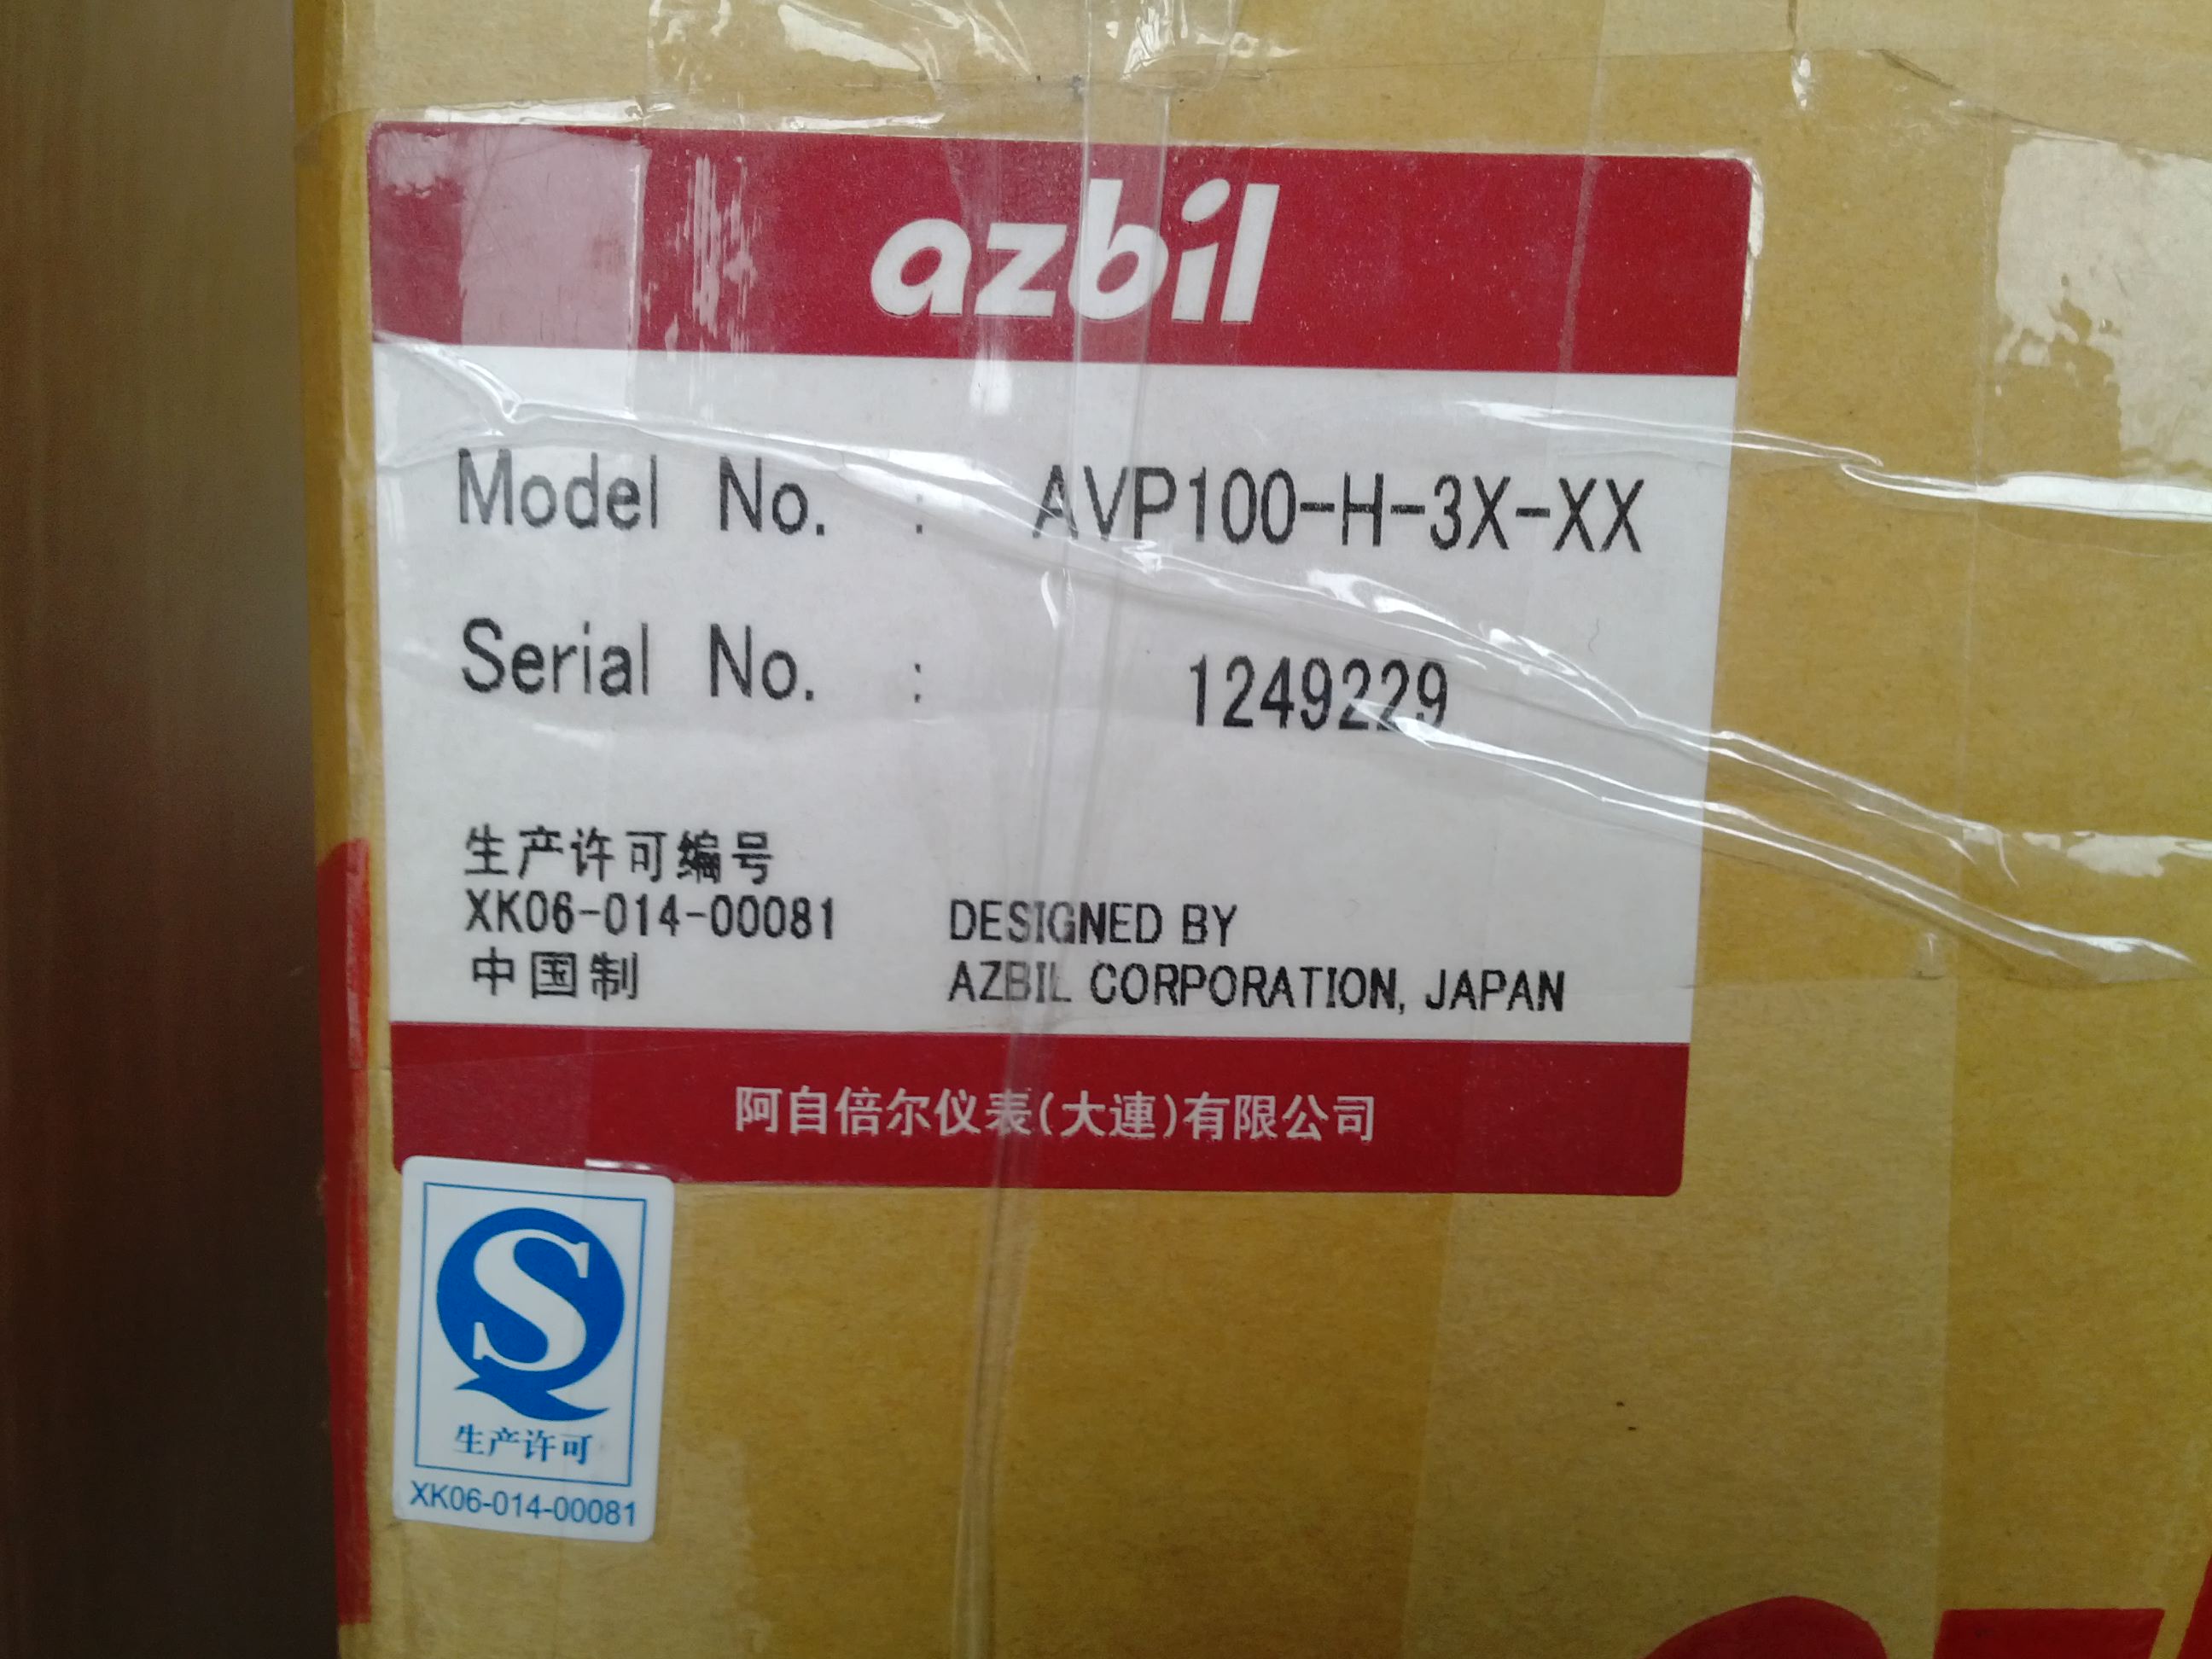 azbil
Model No. : AVP100-H-3X-XX
Serial No. : 1249229
生产许可编号
XK06-014-00081
中国制
DESIGNED BY
AZBIL CORPORATION, JAPAN
阿自倍尔仪表(大連)有限公司
QS
生产许可
XK06-014-00081